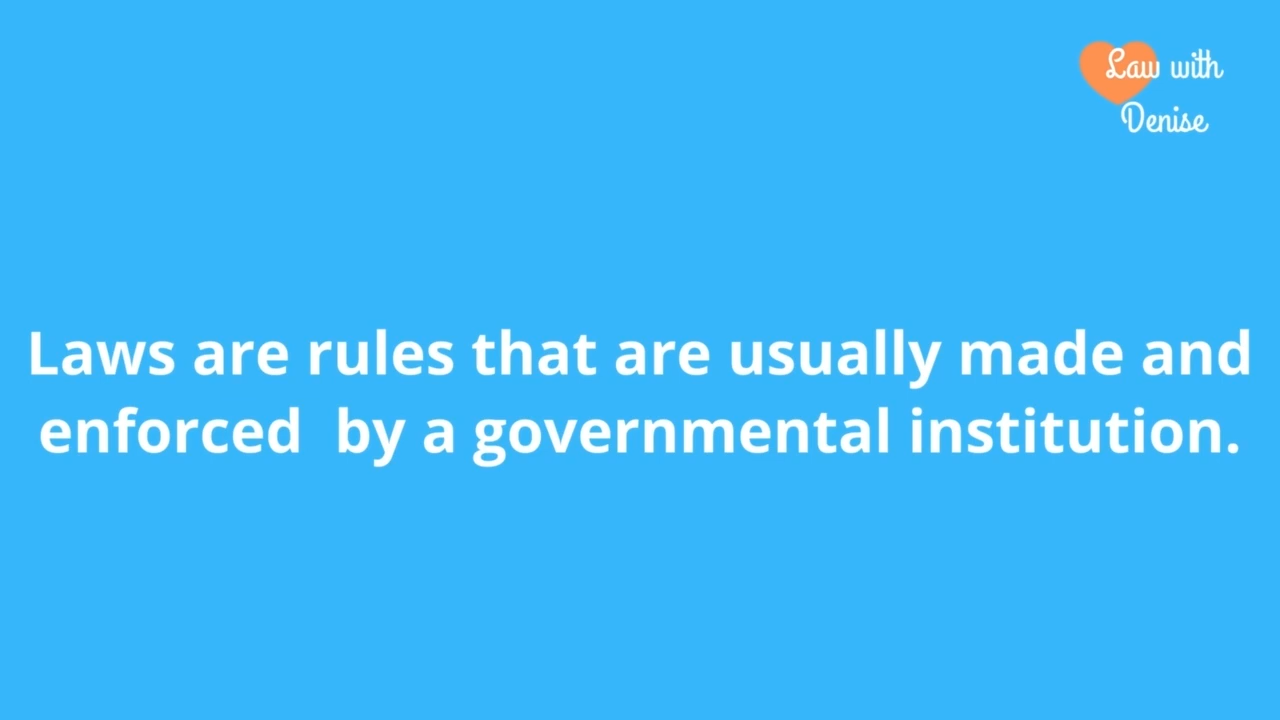 Law with
Denise
Laws are rules that are usually made and
enforced  by a governmental institution.